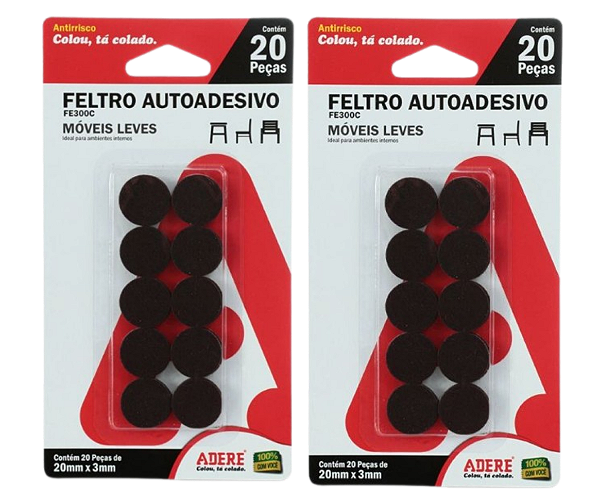 Antirrisco
Colou, tá colado.
Contém
20
Peças
FELTRO AUTOADESIVO
FE300C
MÓVEIS LEVES
Ideal para ambientes internos
Contém 20 Peças de
20mm x 3mm
ADERE
Colou, tá colado.
100%
COM VOCÊ
Antirrisco
Colou, tá colado.
Contém
20
Peças
FELTRO AUTOADESIVO
FE300C
MÓVEIS LEVES
Ideal para ambientes internos
Contém 20 Peças de
20mm x 3mm
ADERE
Colou, tá colado.
100%
COM VOCÊ